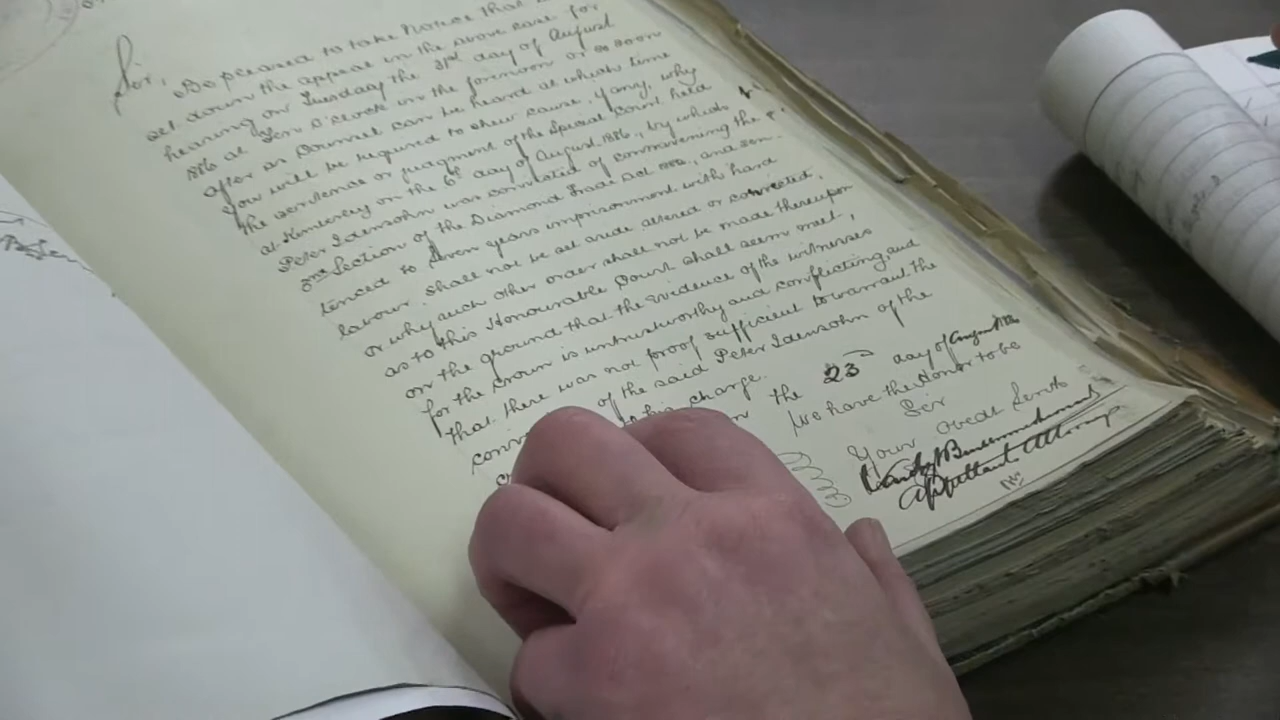 Sir,
Be pleased to take Notice that
set down the appeal in the above case for
hearing on Tuesday the 31st day of August
1886 at Ten O'Clock in the forenoon or so soon
after as Counsel can be heard at which time
You will be required to shew cause, if any, why
the sentence or judgment of the Special Court held
at Kimberley on the 6th day of August 1886, by which
Peter Idensohn was convicted of contravening the
3rd Section of the Diamond Trade Act 1882, and sen-
tenced to seven years imprisonment with hard
labour shall not be set aside altered or corrected,
or why such other order shall not be made thereupon
as to this Honourable Court shall seem meet,
on the ground that the evidence of the witnesses
for the crown is untrustworthy and conflicting, and
that there was not proof sufficient to warrant the
of the said Peter Idensohn of the
charge.
the 23 day of August 1886
We have the Honor to be
Sir
Your obedt Servts
Appellant Attorneys